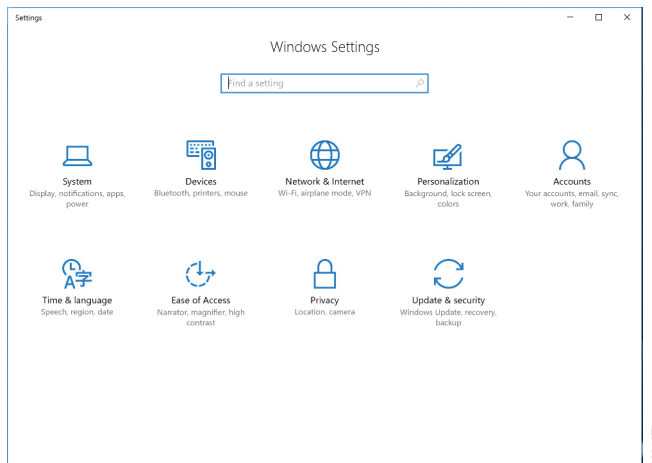 Settings
Windows Settings
Find a setting
System
Display, notifications, apps,
power
Devices
Bluetooth, printers, mouse
Network & Internet
Wi-Fi, airplane mode, VPN
Personalization
Background, lock screen,
colors
Accounts
Your accounts, email, sync,
work, family
Time & language
Speech, region, date
Ease of Access
Narrator, magnifier, high
contrast
Privacy
Location, camera
Update & security
Windows Update, recovery,
backup